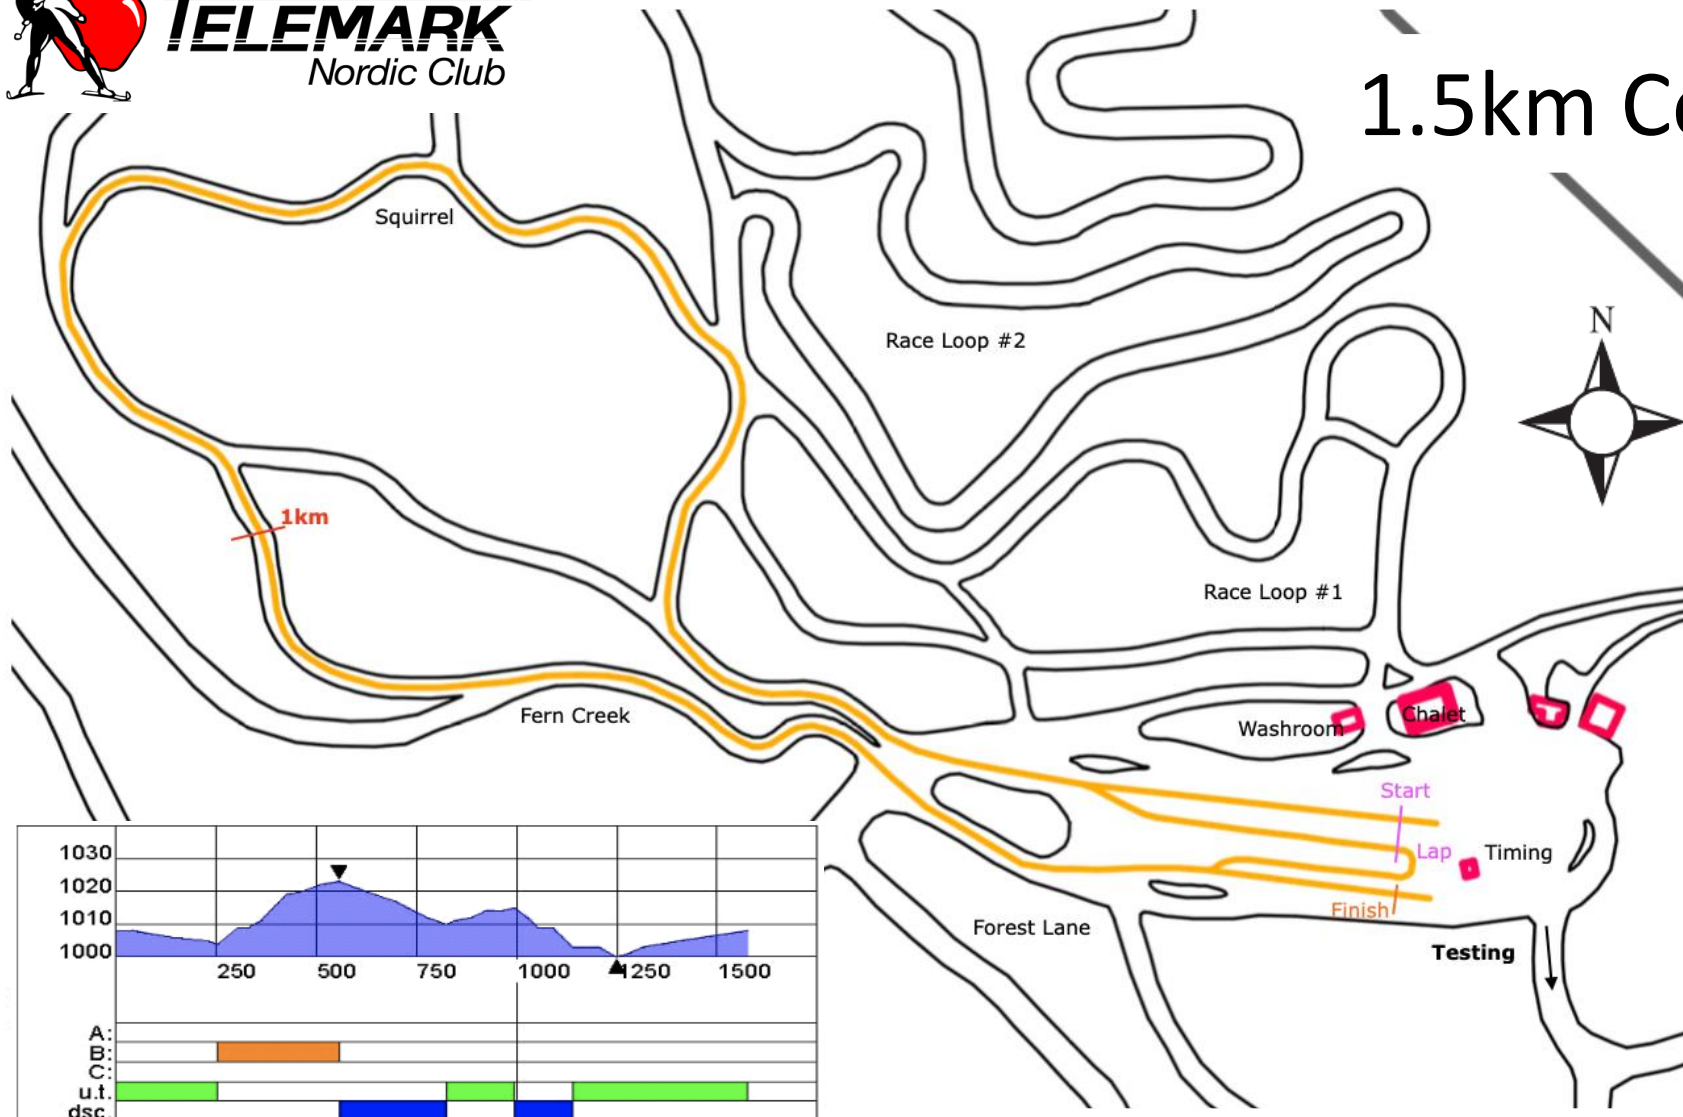 TELEMARK
Nordic Club
1.5km Co
N
Squirrel
Race Loop #2
1km
Race Loop #1
Fern Creek
Washroom
Chalet
Start
Lap
Timing
Finish
Forest Lane
Testing
1030
1020
1010
1000
250 500 750 1000 1250 1500
A:
B:
C:
u.t.
dsc.